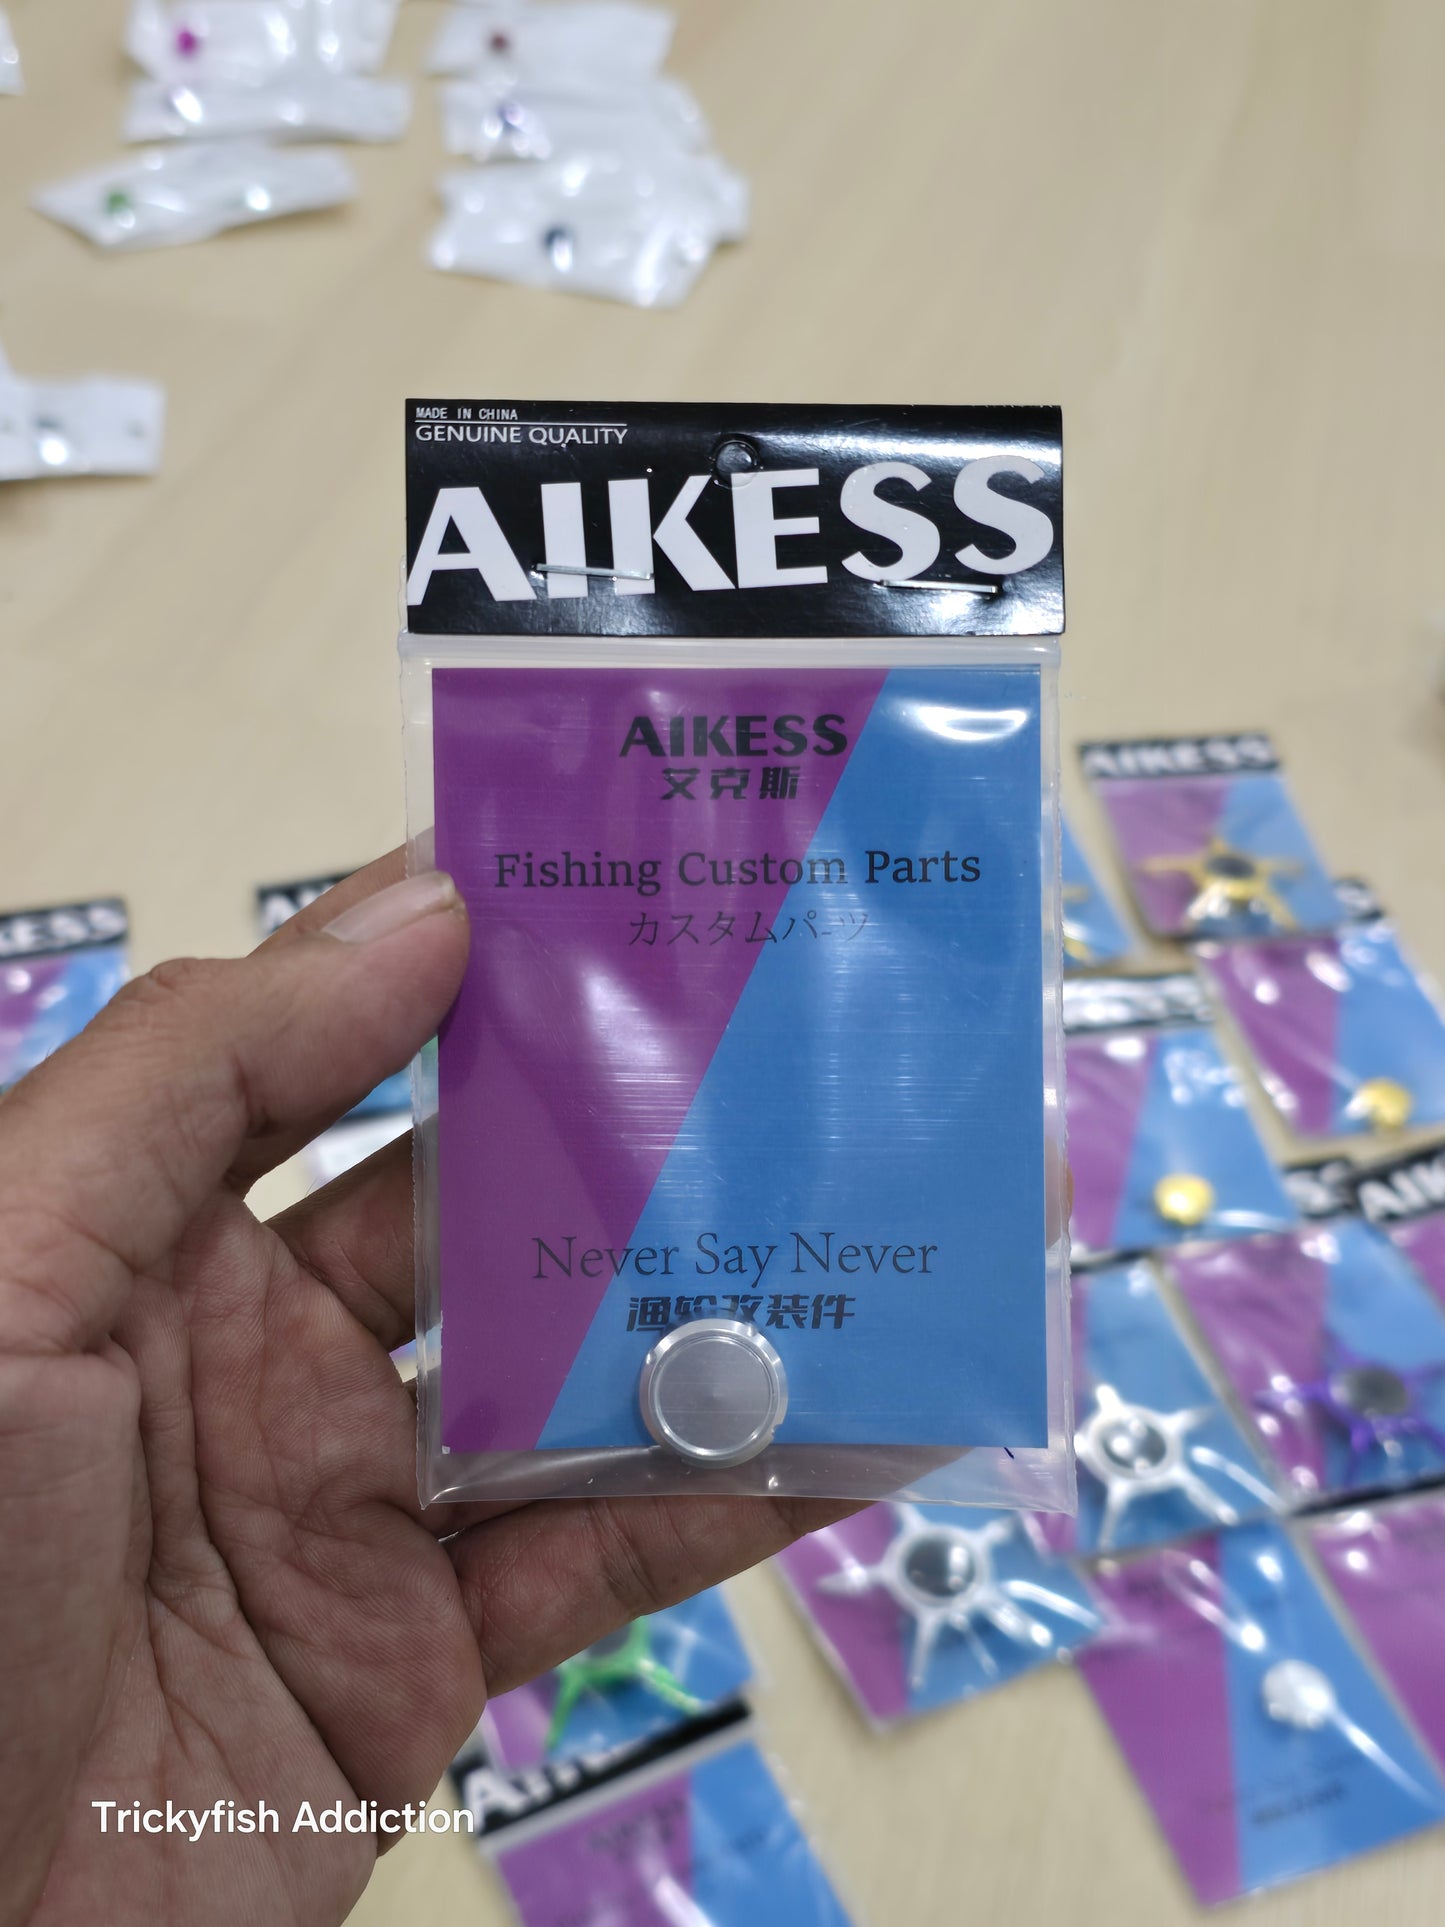 MADE IN CHINA
GENUINE QUALITY
AIKESS
AIKESS
艾克斯
Fishing Custom Parts
カスタムパーツ
Never Say Never
渔轮改装件
AIKESS
Trickyfish Addiction